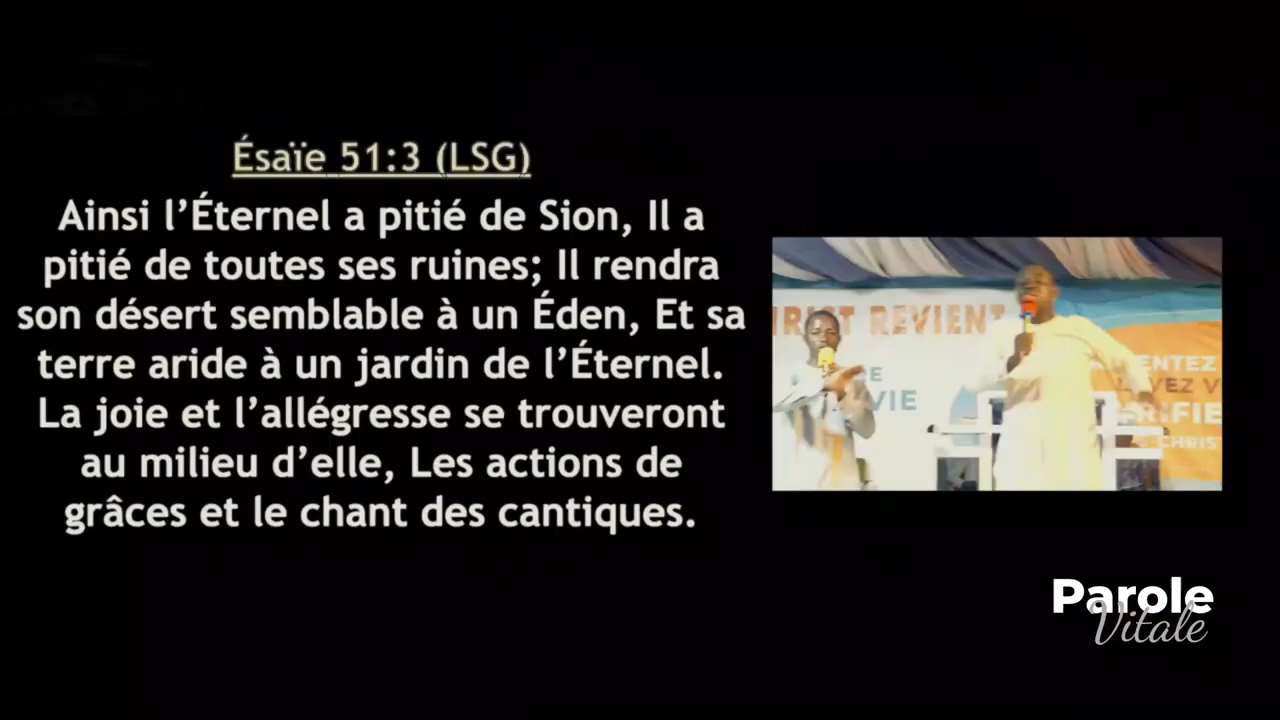 Ésaïe 51:3 (LSG)
Ainsi l’Éternel a pitié de Sion, Il a
pitié de toutes ses ruines; Il rendra
son désert semblable à un Éden, Et sa
terre aride à un jardin de l’Éternel.
La joie et l’allégresse se trouveront
au milieu d’elle, Les actions de
grâces et le chant des cantiques.
REVIENT
VIE
Parole
Vitale